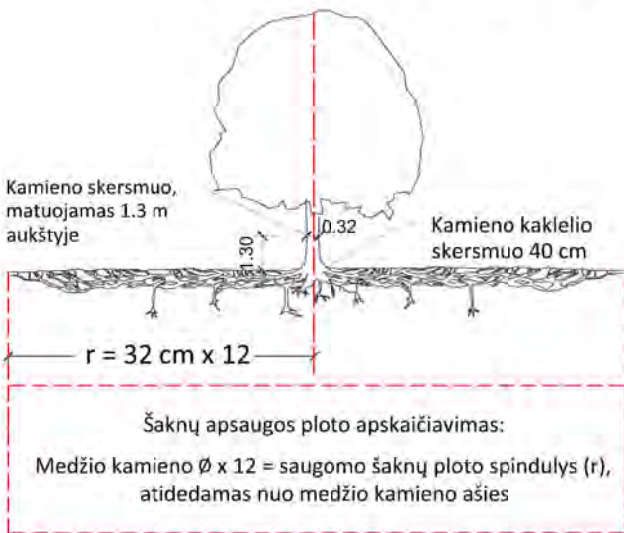 Kamieno skersmuo,
matuojamas 1.3 m
aukštyje
0.32
1.30
Kamieno kaklelio
skersmuo 40 cm
r = 32 cm x 12
Šaknų apsaugos ploto apskaičiavimas:
Medžio kamieno Ø x 12 = saugomo šaknų ploto spindulys (r),
atidedamas nuo medžio kamieno ašies